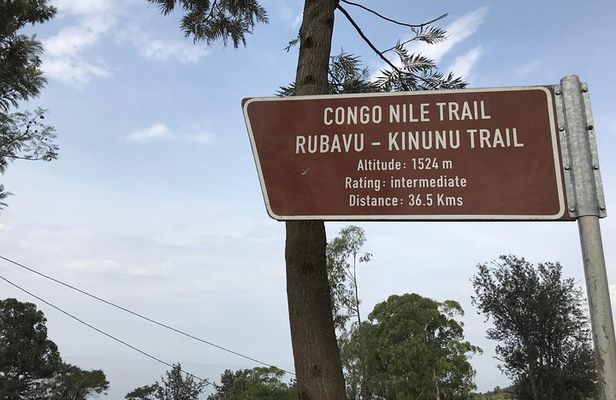 CONGO NILE TRAIL
RUBAVU - KINUNU TRAIL
Altitude: 1524 m
Rating: intermediate
Distance: 36.5 Kms